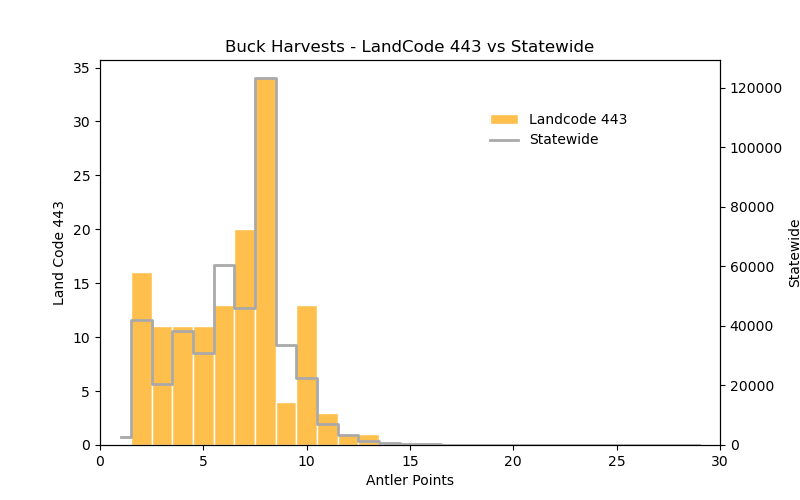 Buck Harvests - LandCode 443 vs Statewide
35
30
25
20
15
10
5
0
Land Code 443
Landcode 443
Statewide
120000
100000
80000
60000
40000
20000
0
Statewide
0 5 10 15 20 25 30
Antler Points